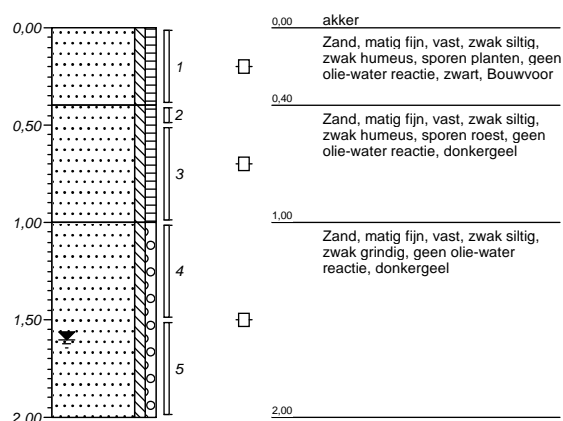 0,00
0,50
1,00
1,50
2,00
1
2
3
4
5
0,00 akker
Zand, matig fijn, vast, zwak siltig,
zwak humeus, sporen planten, geen
olie-water reactie, zwart, Bouwvoor
0,40
Zand, matig fijn, vast, zwak siltig,
zwak humeus, sporen roest, geen
olie-water reactie, donkergeel
1,00
Zand, matig fijn, vast, zwak siltig,
zwak grindig, geen olie-water
reactie, donkergeel
2,00